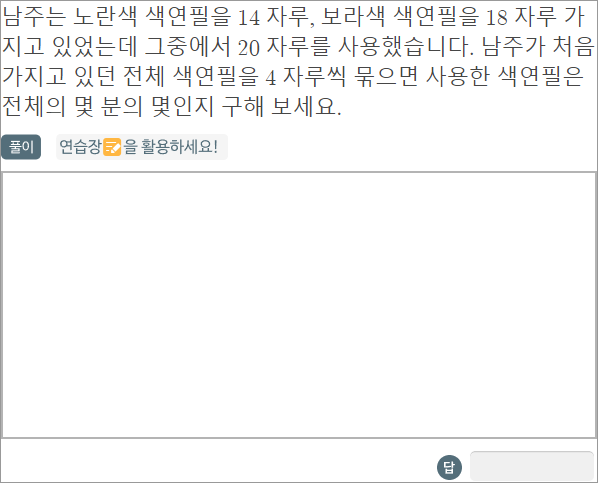 남주는 노란색 색연필을 14 자루, 보라색 색연필을 18 자루 가
지고 있었는데 그중에서 20 자루를 사용했습니다. 남주가 처음
가지고 있던 전체 색연필을 4 자루씩 묶으면 사용한 색연필은
전체의 몇 분의 몇인지 구해 보세요.
풀이 연습장을 활용하세요!
답